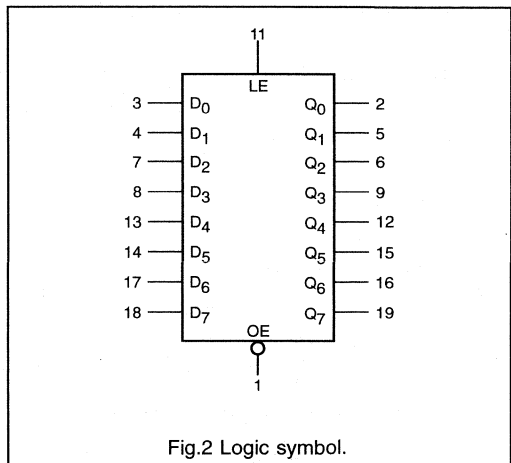 11
LE
3 D0 Q0 2
4 D1 Q1 5
7 D2 Q2 6
8 D3 Q3 9
13 D4 Q4 12
14 D5 Q5 15
17 D6 Q6 16
18 D7 Q7 19
OE
1
Fig.2 Logic symbol.